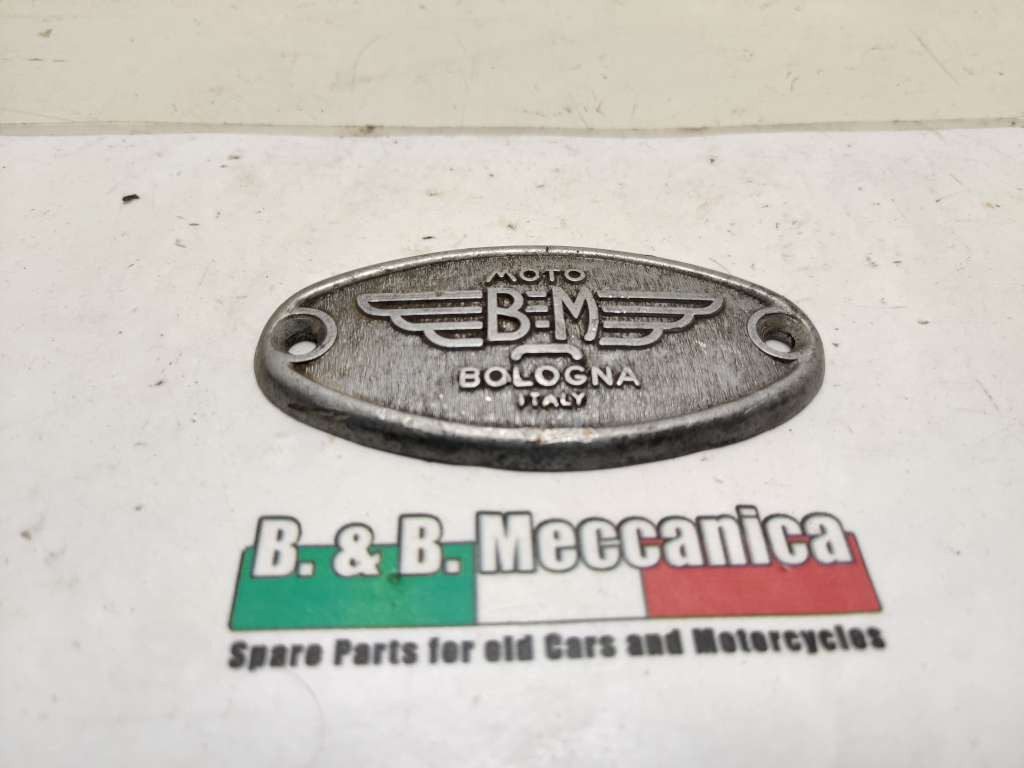 MOTO
B-M
BOLOGNA
ITALY
B. & B. Meccanica
Spare Parts for old Cars and Motorcycles